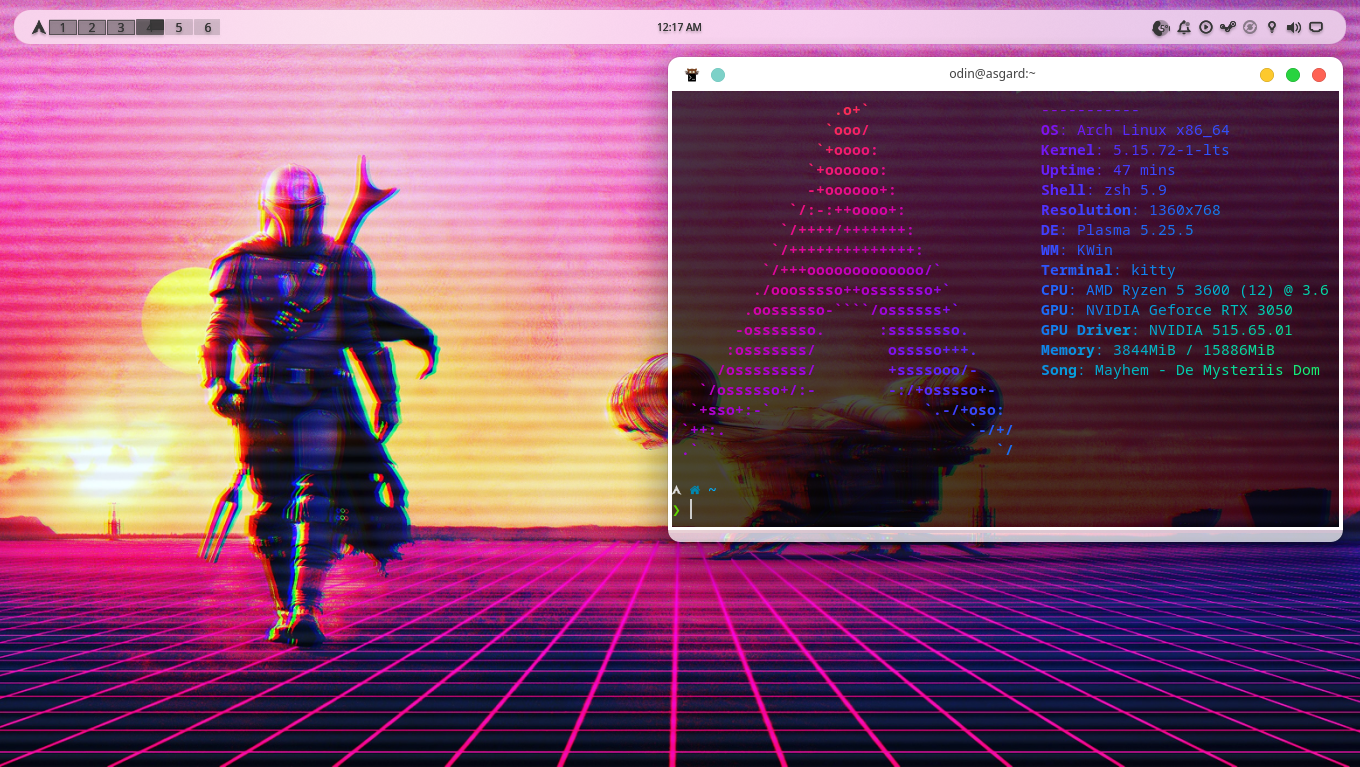 1 2 3 4 5 6
12:17 AM
odin@asgard:~
.o+`
`ooo/
`+oooo:
`+oooooo:
-+oooooo+:
`/:-:++oooo+:
`/++++/+++++++:
`/++++++++++++++:
`/+++ooooooooooooo/`
./ooosssso++osssssso+`
.oossssso-````/ossssss+`
-osssssso. :ssssssso.
:osssssss/ osssso+++.
/ossssssss/ +ssssooo/-
`/ossssso+/:- -:/+osssso+-
`+sso+:-` `.-/+oso:
`++:. `-/+/
.` `/
-----------
OS: Arch Linux x86_64
Kernel: 5.15.72-1-lts
Uptime: 47 mins
Shell: zsh 5.9
Resolution: 1360x768
DE: Plasma 5.25.5
WM: KWin
Terminal: kitty
CPU: AMD Ryzen 5 3600 (12) @ 3.6
GPU: NVIDIA Geforce RTX 3050
GPU Driver: NVIDIA 515.65.01
Memory: 3844MiB / 15886MiB
Song: Mayhem - De Mysteriis Dom
~
❯